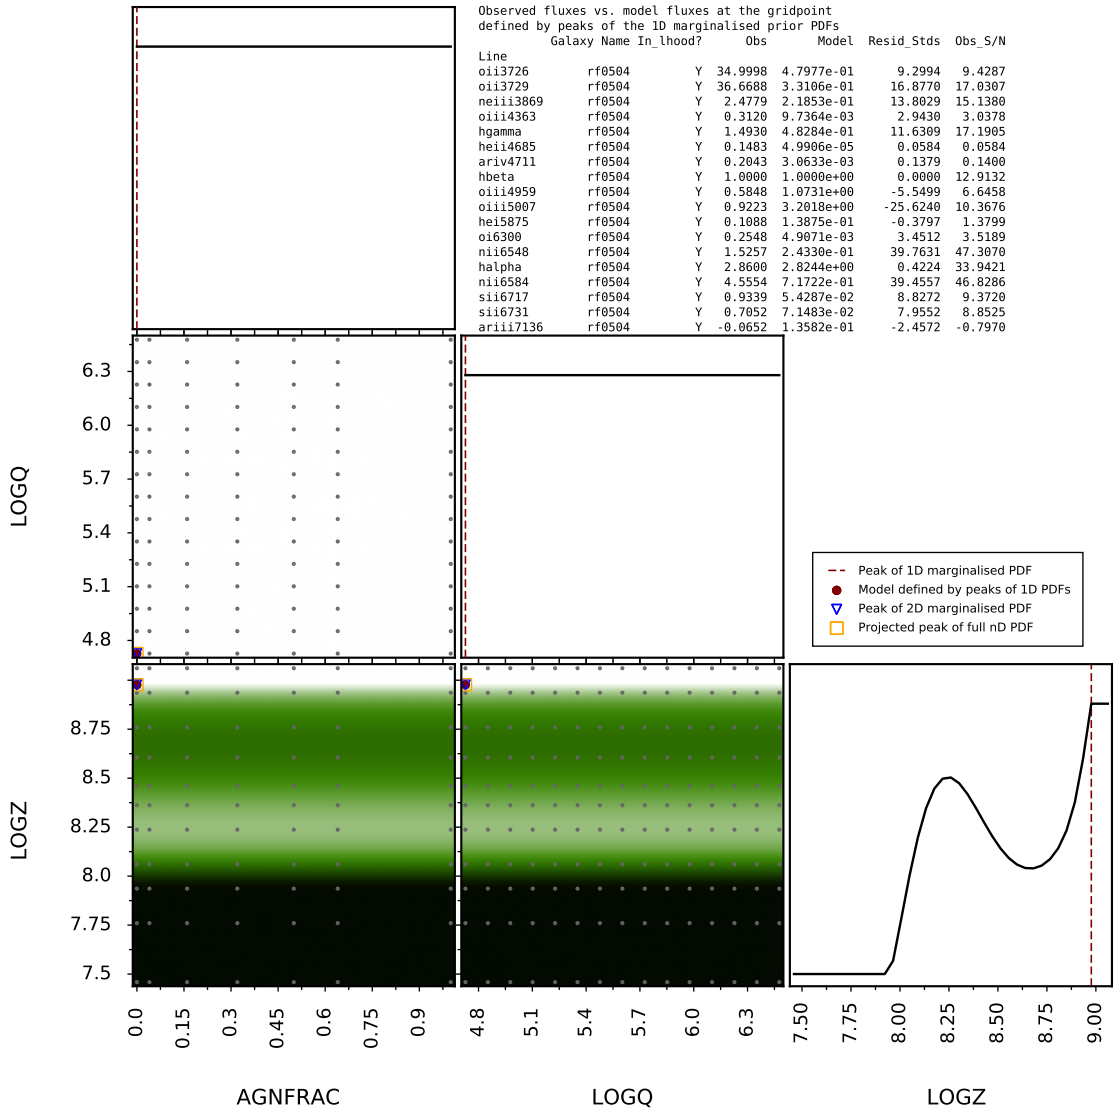 Observed fluxes vs. model fluxes at the gridpoint
defined by peaks of the 1D marginalised prior PDFs
Galaxy Name In_lhood? Obs Model Resid_Stds Obs_S/N
Line
oii3726 rf0504 Y 34.9998 4.7977e-01 9.2994 9.4287
oii3729 rf0504 Y 36.6688 3.3106e-01 16.8770 17.0307
neiii3869 rf0504 Y 2.4779 2.1853e-01 13.8029 15.1380
oiii4363 rf0504 Y 0.3120 9.7364e-03 2.9430 3.0378
hgamma rf0504 Y 1.4930 4.8284e-01 11.6309 17.1905
heii4685 rf0504 Y 0.1483 4.9906e-05 0.0584 0.0584
ariv4711 rf0504 Y 0.2043 3.0633e-03 0.1379 0.1400
hbeta rf0504 Y 1.0000 1.0000e+00 0.0000 12.9132
oiii4959 rf0504 Y 0.5848 1.0731e+00 -5.5499 6.6458
oiii5007 rf0504 Y 0.9223 3.2018e+00 -25.6240 10.3676
hei5875 rf0504 Y 0.1088 1.3875e-01 -0.3797 1.3799
oi6300 rf0504 Y 0.2548 4.9071e-03 3.4512 3.5189
nii6548 rf0504 Y 1.5257 2.4330e-01 39.7631 47.3070
halpha rf0504 Y 2.8600 2.8244e+00 0.4224 33.9421
nii6584 rf0504 Y 4.5554 7.1722e-01 39.4557 46.8286
sii6717 rf0504 Y 0.9339 5.4287e-02 8.8272 9.3720
sii6731 rf0504 Y 0.7052 7.1483e-02 7.9552 8.8525
ariii7136 rf0504 Y -0.0652 1.3582e-01 -2.4572 -0.7970
6.3
6.0
5.7
5.4
5.1
4.8
LOGQ
Peak of 1D marginalised PDF
Model defined by peaks of 1D PDFs
Peak of 2D marginalised PDF
Projected peak of full nD PDF
8.75
8.5
8.25
8.0
7.75
7.5
LOGZ
0.0 0.15 0.3 0.45 0.6 0.75 0.9
4.8 5.1 5.4 5.7 6.0 6.3
7.50 7.75 8.00 8.25 8.50 8.75 9.00
AGNFRAC
LOGQ
LOGZ